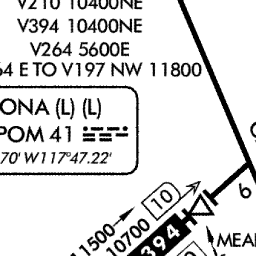 V210 10400NE
V394 10400NE
V264 5600E
64 E TO V197 NW 11800
ONA (L) (L)
POM 41
70' W117°47.22'
10
11500
10700
394
6
MEA